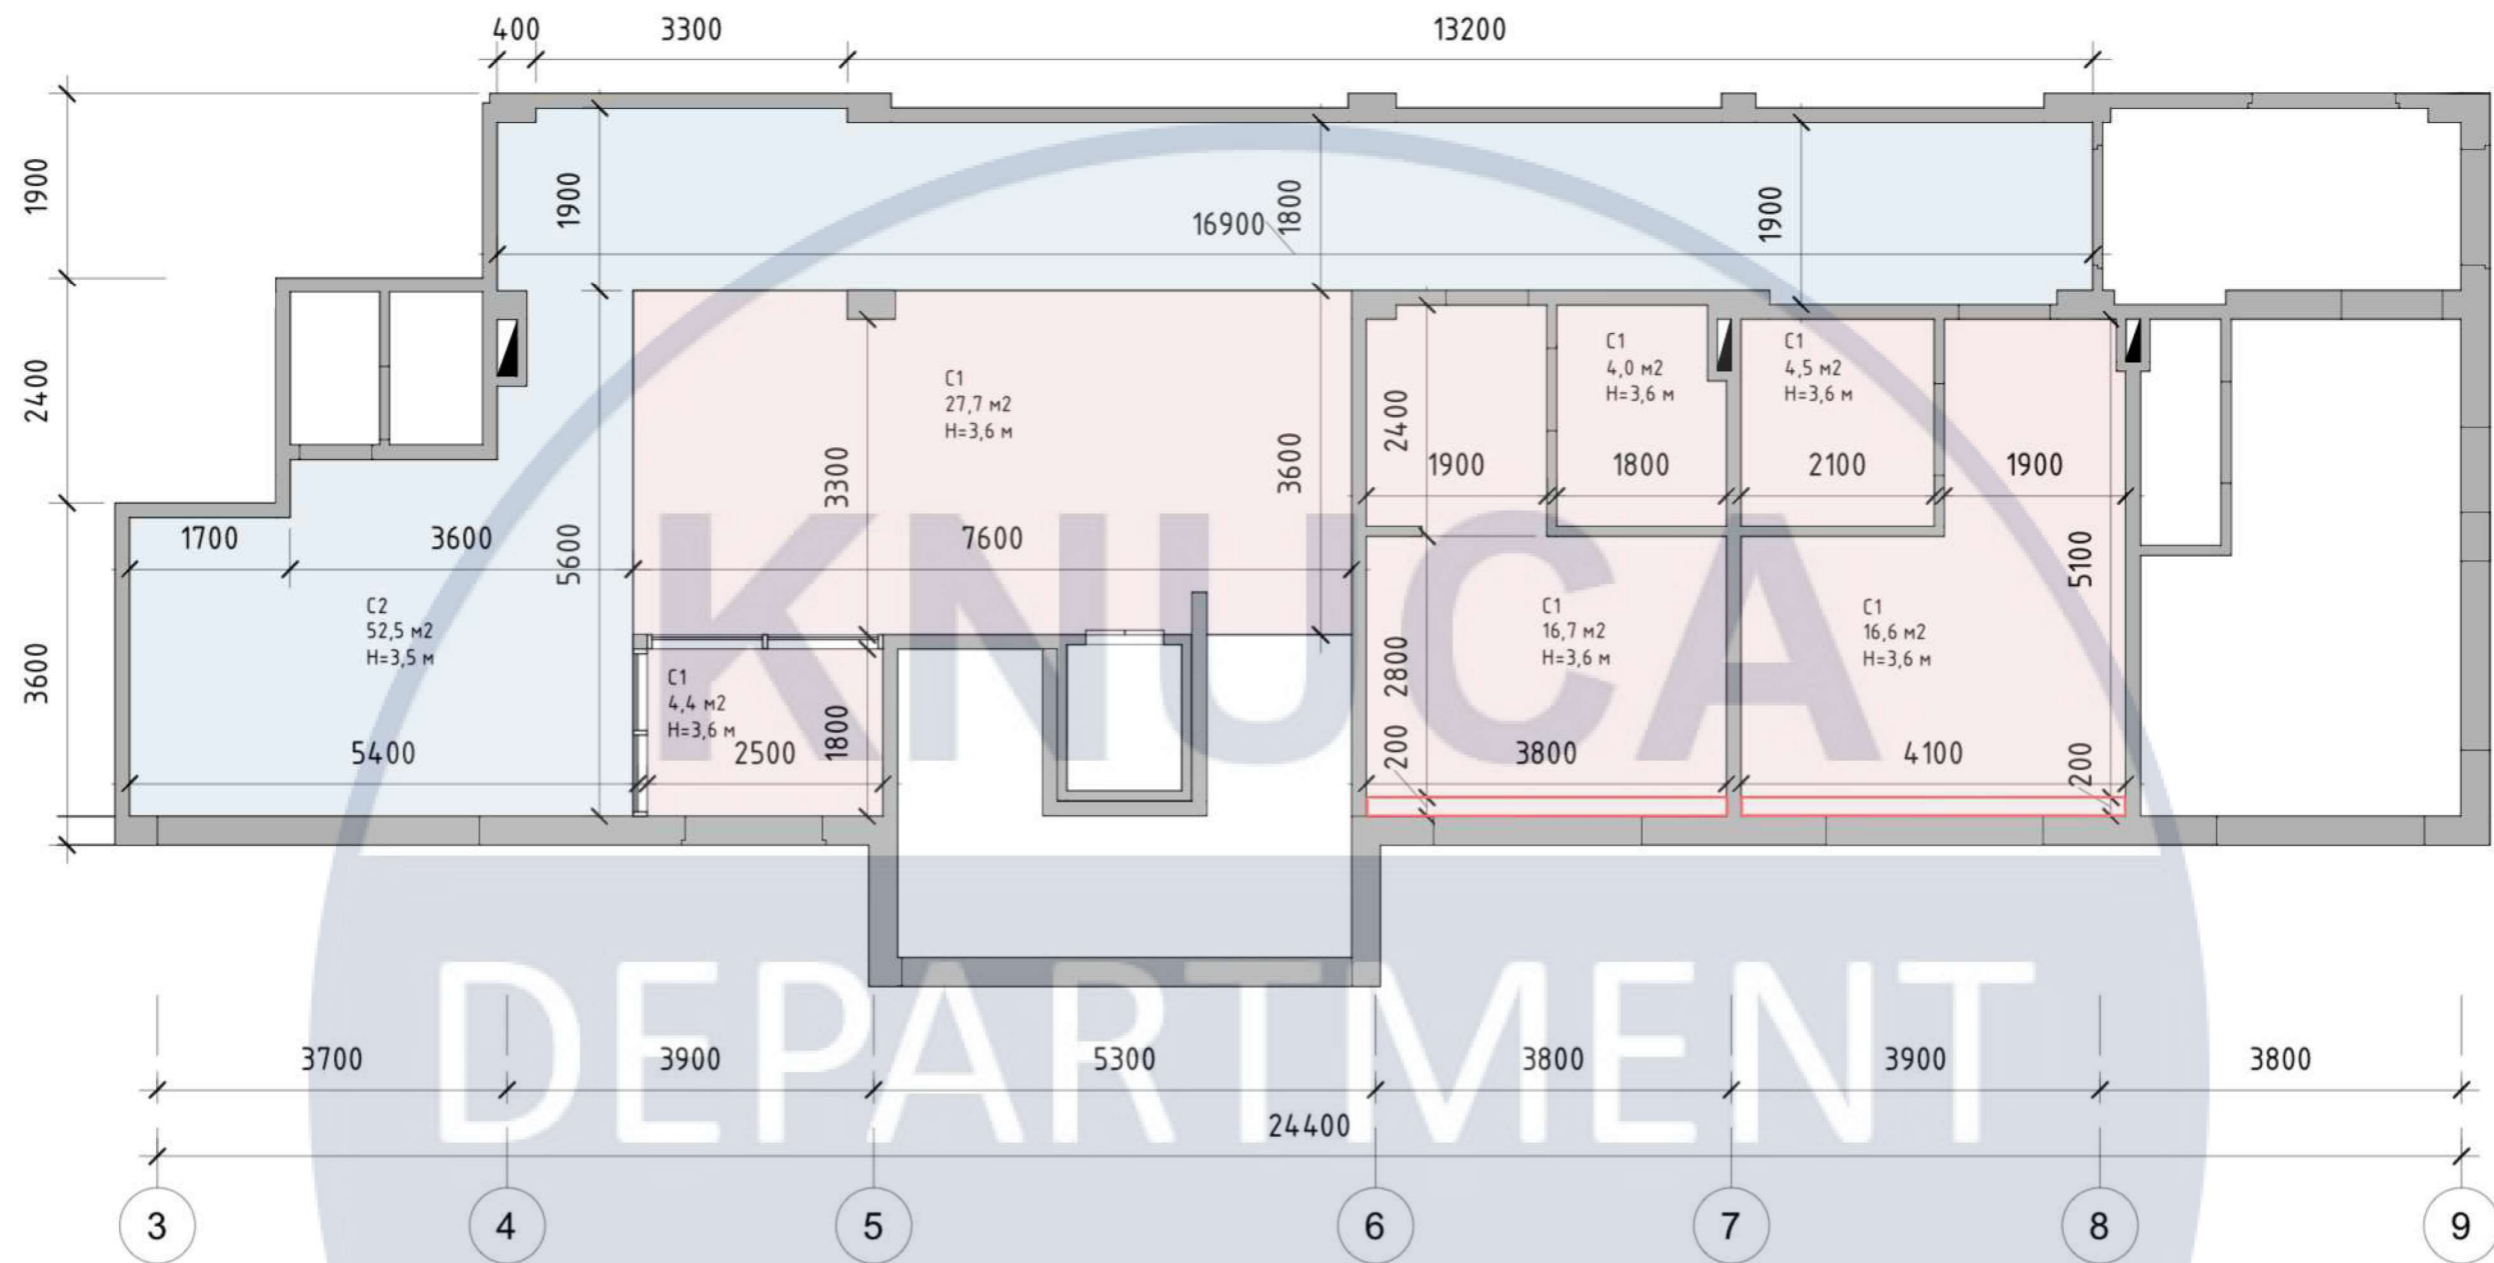 400 3300 13200
1900
1900
1800
1900
16900
2400
C1
27,7 м2
H=3,6 м
C1
4,0 м2
H=3,6 м
C1
4,5 м2
H=3,6 м
3300
3600
2400
1900 1800 2100 1900
1700 3600
5600
7600
5100
3600
C2
52,5 м2
H=3,5 м
C1
4,4 м2
H=3,6 м
C1
16,7 м2
H=3,6 м
C1
16,6 м2
H=3,6 м
2800
1800
200
200
5400 2500 3800 4100
KNUCA
DEPARTMENT
3700 3900 5300 3800 3900 3800
24400
3 4 5 6 7 8 9